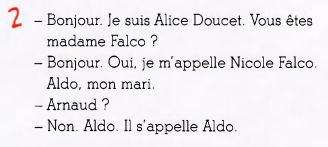 2 – Bonjour. Je suis Alice Doucet. Vous êtes
madame Falco ?
– Bonjour. Oui, je m'appelle Nicole Falco.
Aldo, mon mari.
– Arnaud ?
– Non. Aldo. Il s'appelle Aldo.